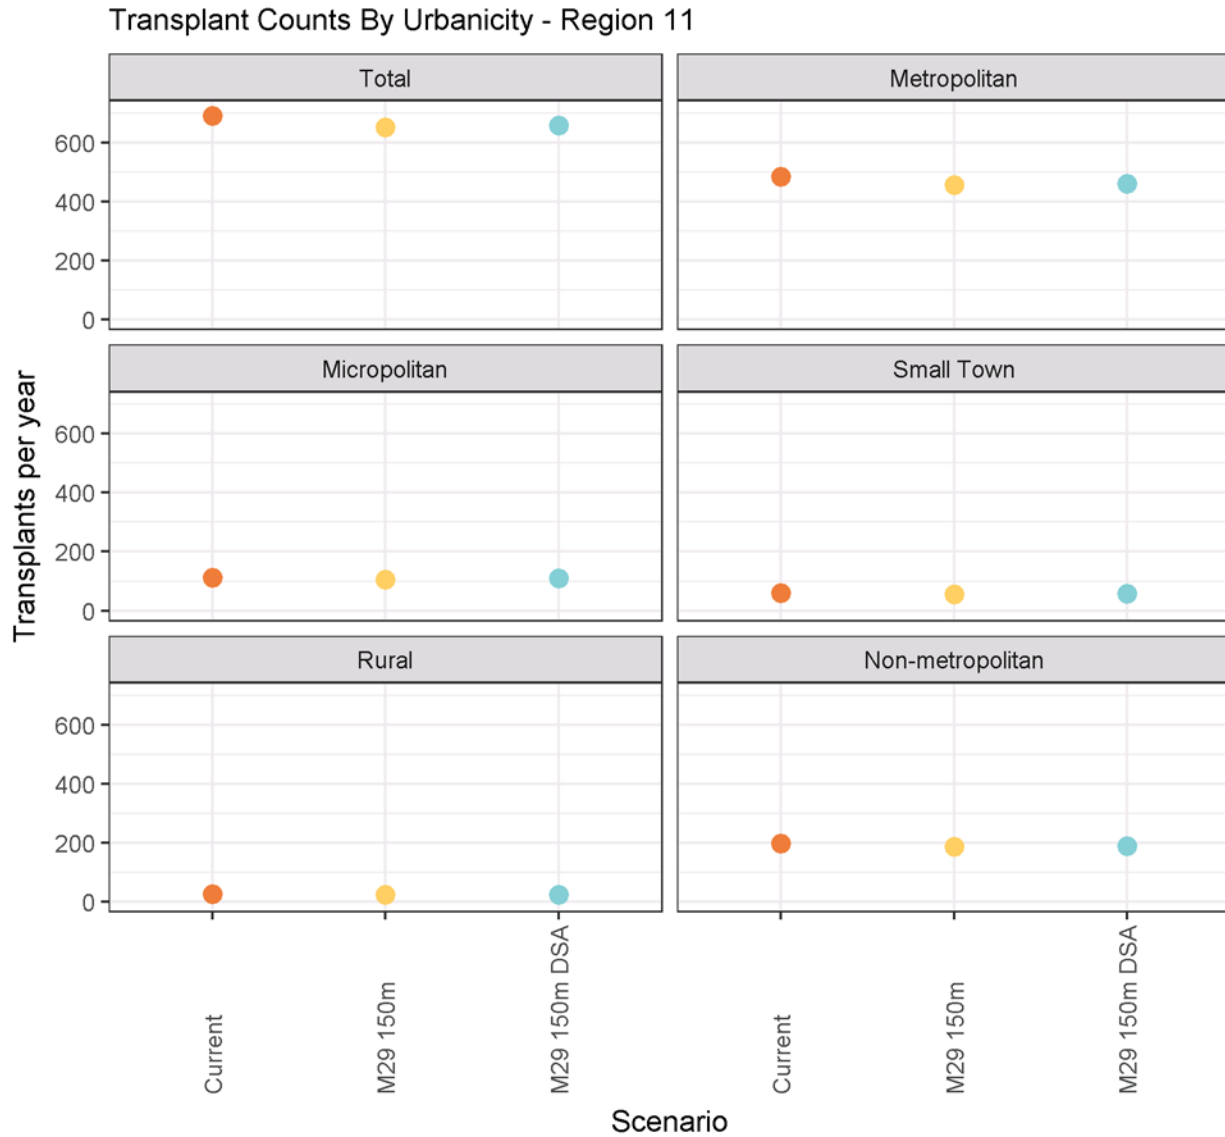 Transplant Counts By Urbanicity - Region 11
Total
Metropolitan
600
400
200
0
Micropolitan
Small Town
600
400
200
0
Rural
Non-metropolitan
600
400
200
0
Transplants per year
Current
M29 150m
M29 150m DSA
Current
M29 150m
M29 150m DSA
Scenario